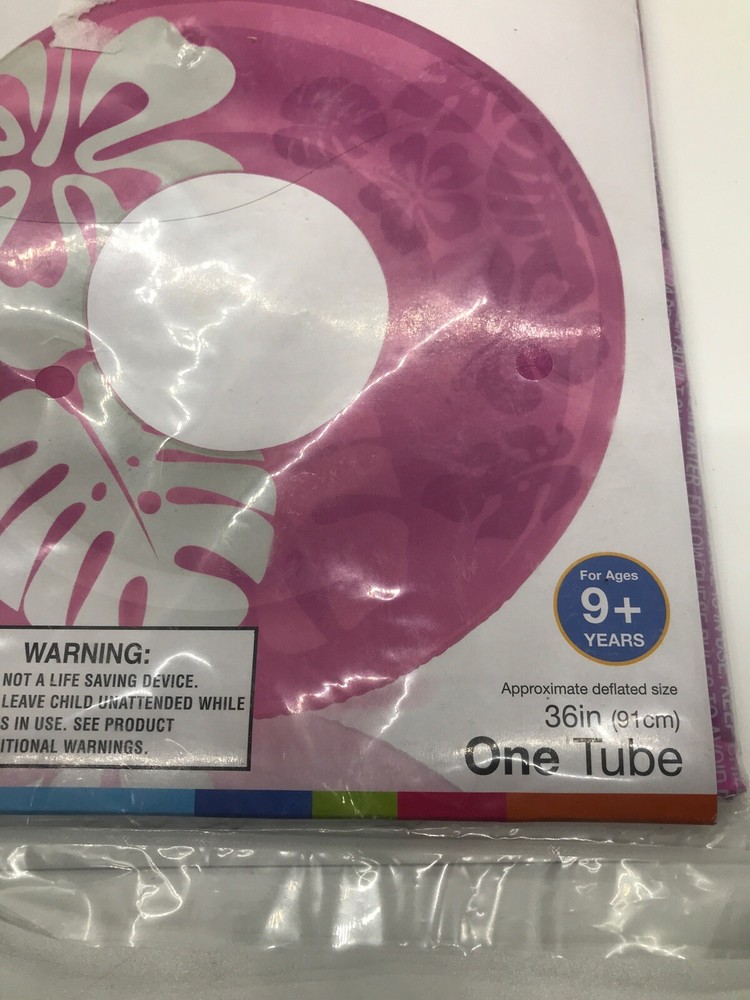 For Ages
9+
YEARS
WARNING:
NOT A LIFE SAVING DEVICE.
LEAVE CHILD UNATTENDED WHILE
S IN USE. SEE PRODUCT
ITIONAL WARNINGS.
Approximate deflated size
36in (91cm)
One Tube